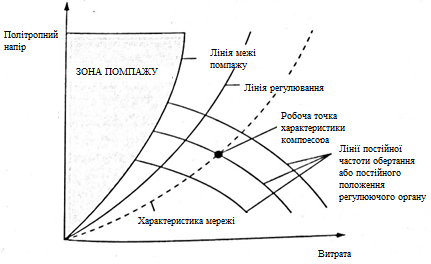 Політропний
напір
ЗОНА ПОМПАЖУ
Лінія межі
помпажу
Лінія регулювання
Робоча точка
характеристики
компресора
Лінії постійної
частоти обертання
або постійного
положення
регулюючого органу
Характеристика мережі
Витрата